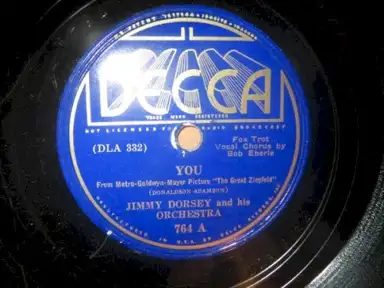 DECCA
TRADE MARK REGISTERED
NOT LICENSED FOR RADIO BROADCAST
(DLA 332)
Fox Trot
Vocal Chorus by
Bob Eberle
YOU
From Metro-Goldwyn-Mayer Picture "The Great Ziegfeld"
(DONALDSON-ADAMSON)
JIMMY DORSEY and his
ORCHESTRA
764 A